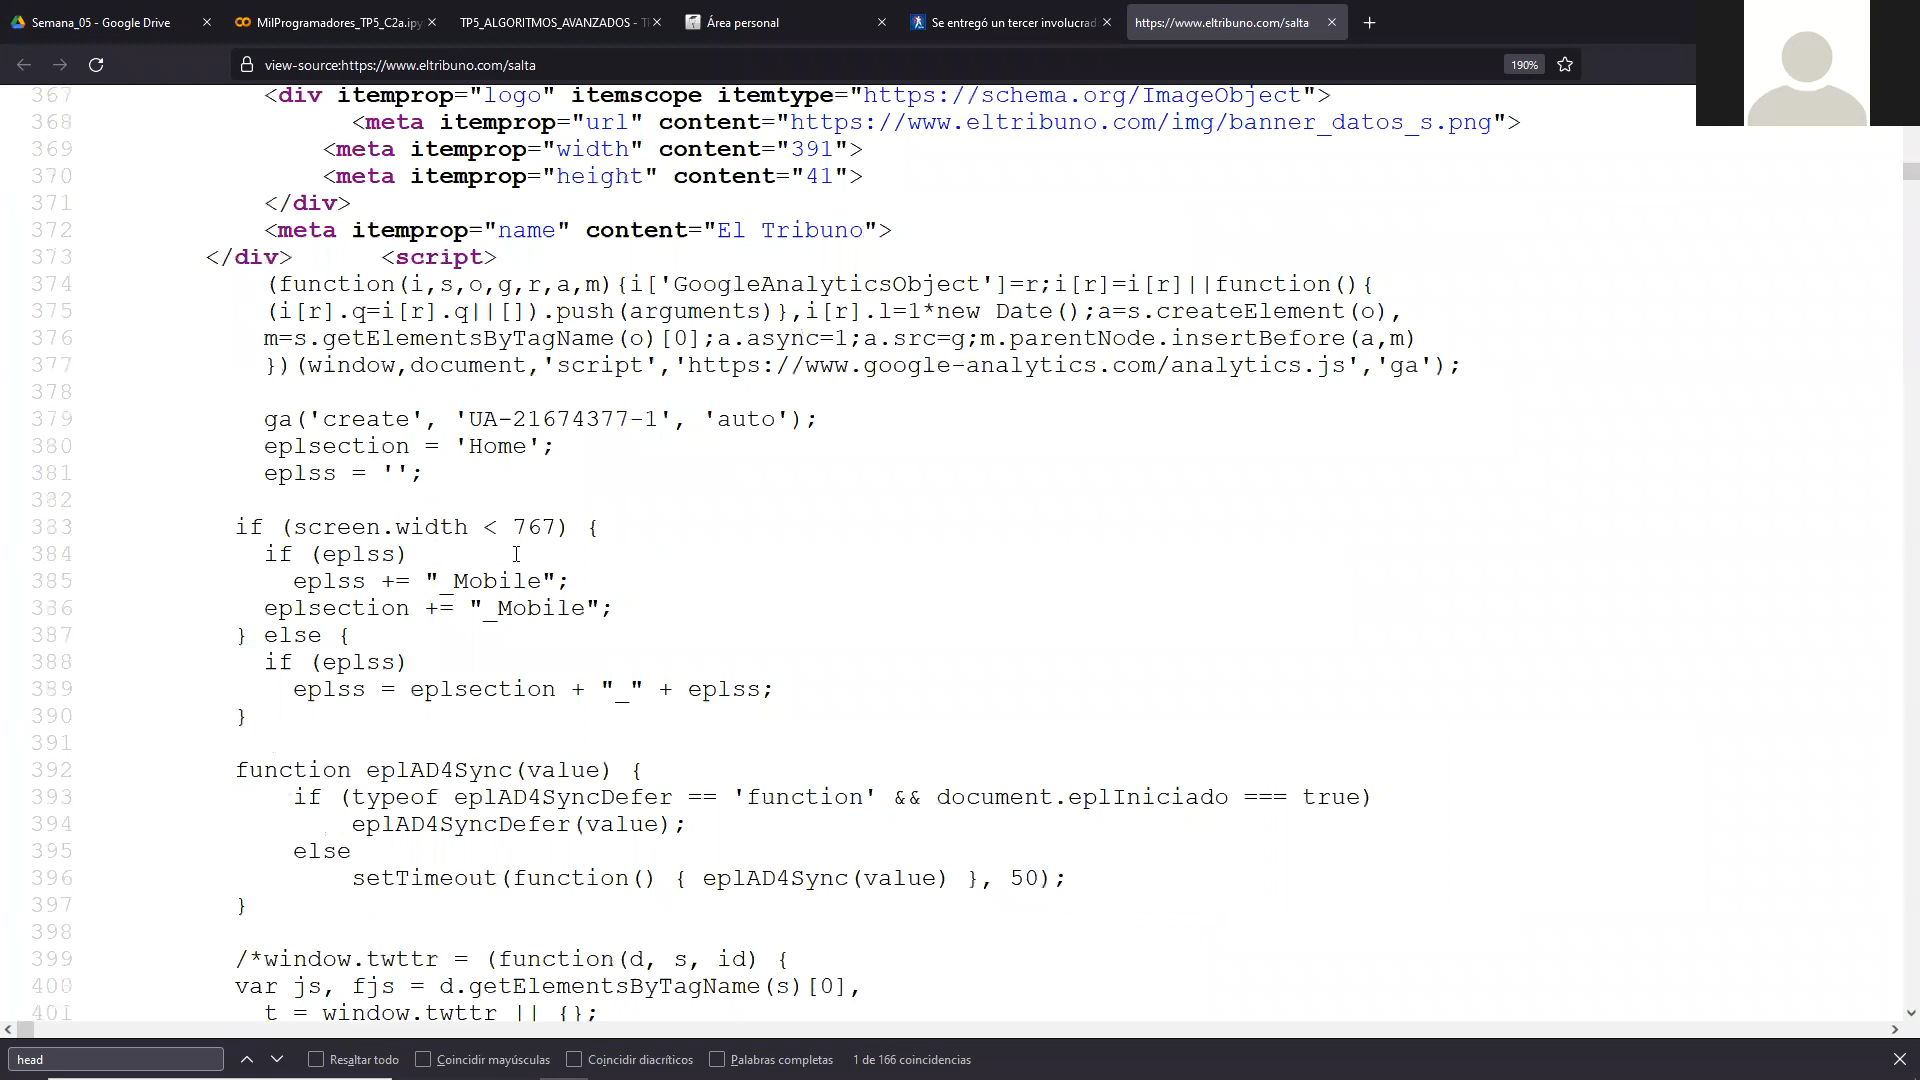 Semana_05 - Google Drive
MilProgramadores_TP5_C2a.ipy
TP5_ALGORITMOS_AVANZADOS - T
Área personal
Se entregó un tercer involucrad
https://www.eltribuno.com/salta
view-source:https://www.eltribuno.com/salta
190%
367 <div itemprop="logo" itemscope itemtype="https://schema.org/ImageObject">
368 <meta itemprop="url" content="https://www.eltribuno.com/img/banner_datos_s.png">
369 <meta itemprop="width" content="391">
370 <meta itemprop="height" content="41">
371 </div>
372 <meta itemprop="name" content="El Tribuno">
373 </div> <script>
374 (function(i,s,o,g,r,a,m){i['GoogleAnalyticsObject']=r;i[r]=i[r]||function(){
375 (i[r].q=i[r].q||[]).push(arguments)},i[r].l=1*new Date();a=s.createElement(o),
376 m=s.getElementsByTagName(o)[0];a.async=1;a.src=g;m.parentNode.insertBefore(a,m)
377 })(window,document,'script','https://www.google-analytics.com/analytics.js','ga');
378
379 ga('create', 'UA-21674377-1', 'auto');
380 eplsection = 'Home';
381 eplss = '';
382
383 if (screen.width < 767) {
384 if (eplss)
385 eplss += "_Mobile";
386 eplsection += "_Mobile";
387 } else {
388 if (eplss)
389 eplss = eplsection + "_" + eplss;
390 }
391
392 function eplAD4Sync(value) {
393 if (typeof eplAD4SyncDefer == 'function' && document.eplIniciado === true)
394 eplAD4SyncDefer(value);
395 else
396 setTimeout(function() { eplAD4Sync(value) }, 50);
397 }
398
399 /*window.twttr = (function(d, s, id) {
400 var js, fjs = d.getElementsByTagName(s)[0],
401 t = window.twttr || {};
head
Resaltar todo
Coincidir mayúsculas
Coincidir diacríticos
Palabras completas
1 de 166 coincidencias